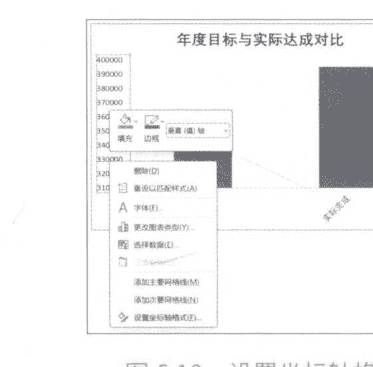 年度目标与实际达成对比
400000
390000
380000
370000
360
填充 边框 垂直 (值) 轴
330000
320
310
删除(D)
重设以匹配样式(A)
字体(F)...
更改图表类型(Y)...
选择数据(E)...
添加主要网格线(M)
添加次要网格线(N)
设置坐标轴格式(F)...
实际完成